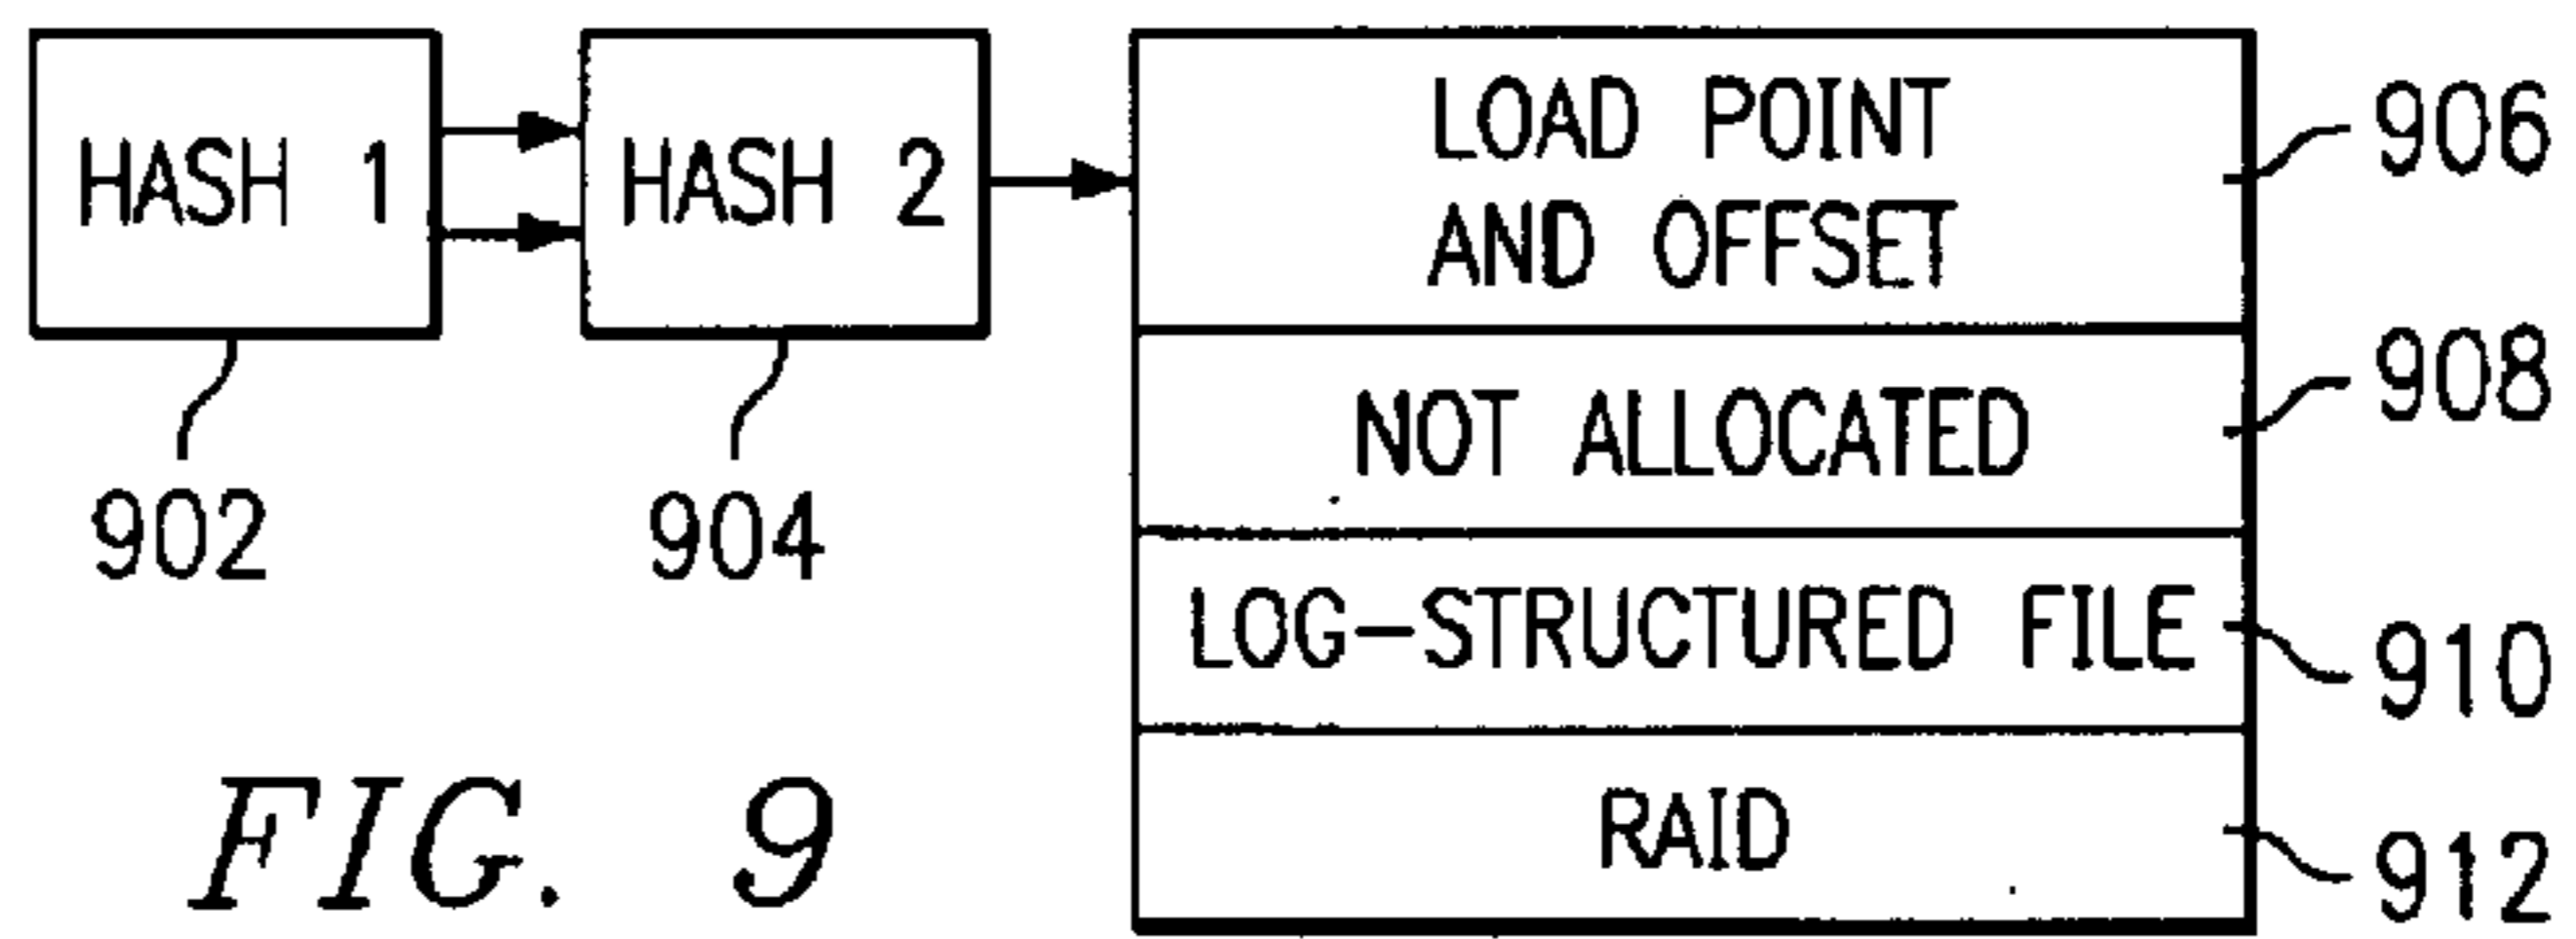 HASH 1
HASH 2
902
904
LOAD POINT
AND OFFSET
906
NOT ALLOCATED
908
LOG-STRUCTURED FILE
910
RAID
912
FIG. 9